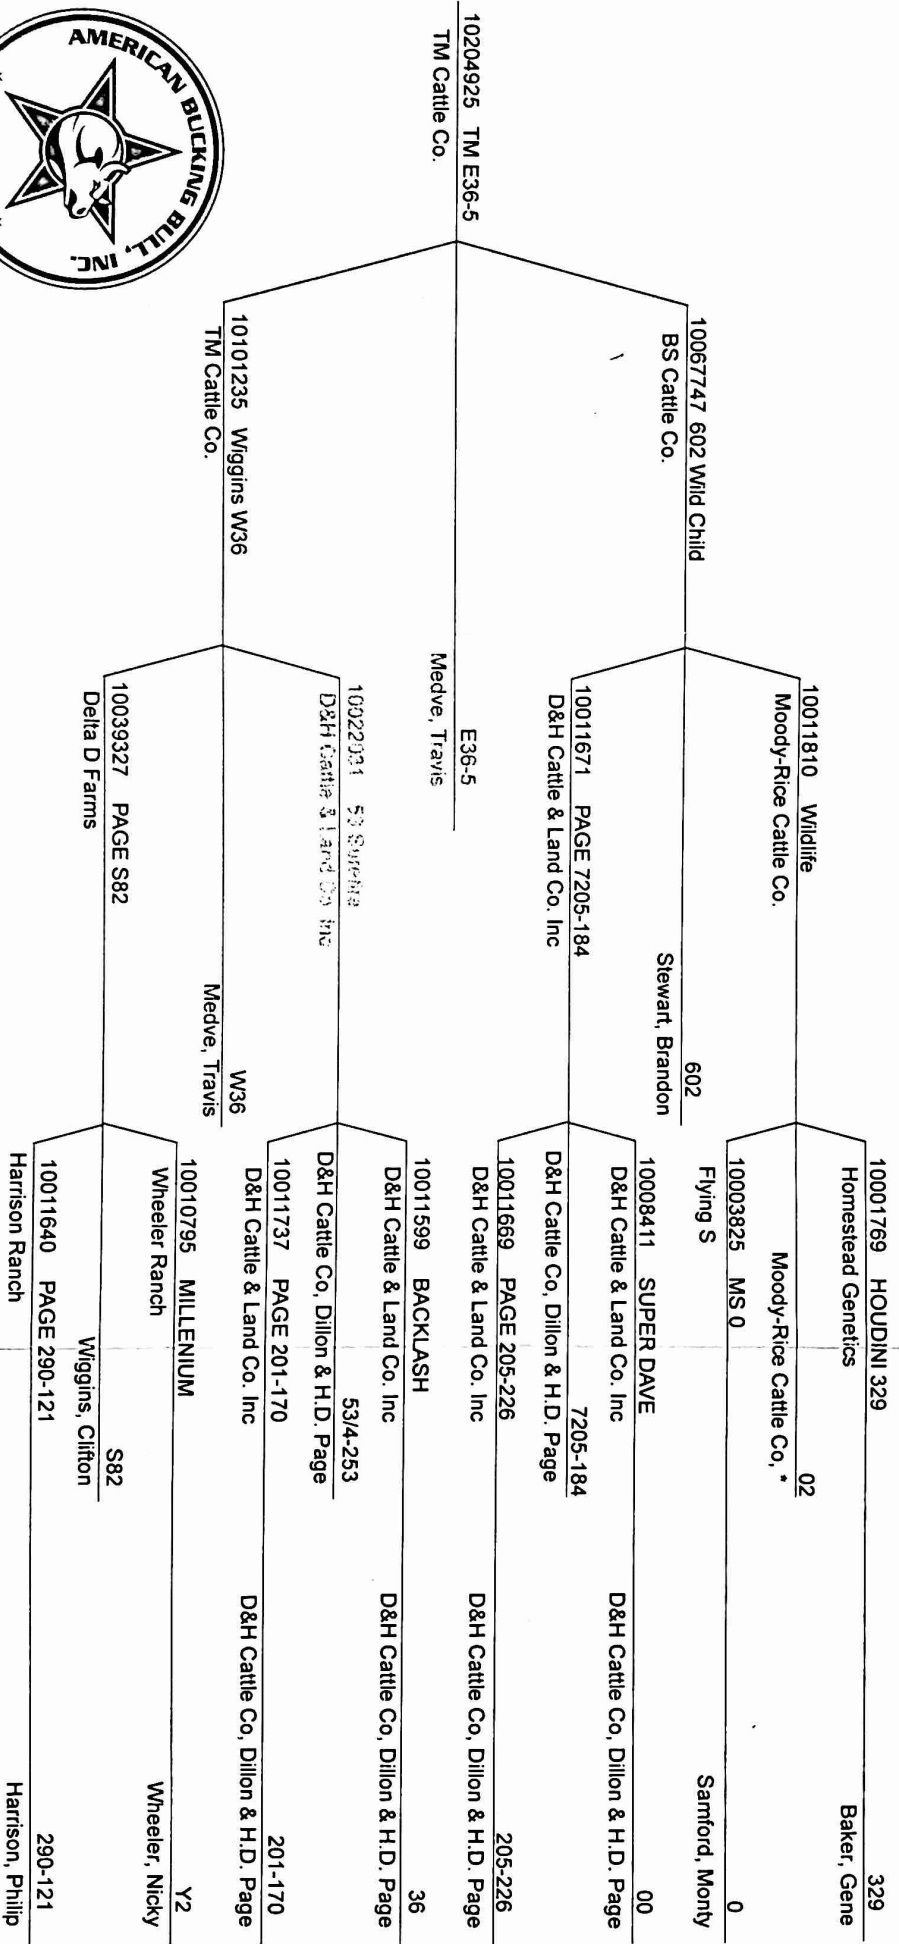 AMERICAN BUCKING BULL, INC.
10204925 TM E36-5
TM Cattle Co.
E36-5
Medve, Travis
10067747 602 Wild Child
BS Cattle Co.
602
Stewart, Brandon
10101235 Wiggins W36
TM Cattle Co.
W36
Medve, Travis
10011810 Wildlife
Moody-Rice Cattle Co.
02
Moody-Rice Cattle Co, *
10011671 PAGE 7205-184
D&H Cattle & Land Co. Inc
7205-184
D&H Cattle Co, Dillon & H.D. Page
53
D&H Cattle & Land Co. Inc
53/4-253
D&H Cattle Co, Dillon & H.D. Page
10039327 PAGE S82
Delta D Farms
S82
Wiggins, Clifton
10001769 HOUDINI 329
Homestead Genetics
329
Baker, Gene
10003825 MS 0
Flying S
0
Samford, Monty
10008411 SUPER DAVE
D&H Cattle & Land Co. Inc
00
D&H Cattle Co, Dillon & H.D. Page
10011669 PAGE 205-226
D&H Cattle & Land Co. Inc
205-226
D&H Cattle Co, Dillon & H.D. Page
10011599 BACKLASH
D&H Cattle & Land Co. Inc
36
D&H Cattle Co, Dillon & H.D. Page
10011737 PAGE 201-170
D&H Cattle & Land Co. Inc
201-170
D&H Cattle Co, Dillon & H.D. Page
10010795 MILLENIUM
Wheeler Ranch
Y2
Wheeler, Nicky
10011640 PAGE 290-121
Harrison Ranch
290-121
Harrison, Philip